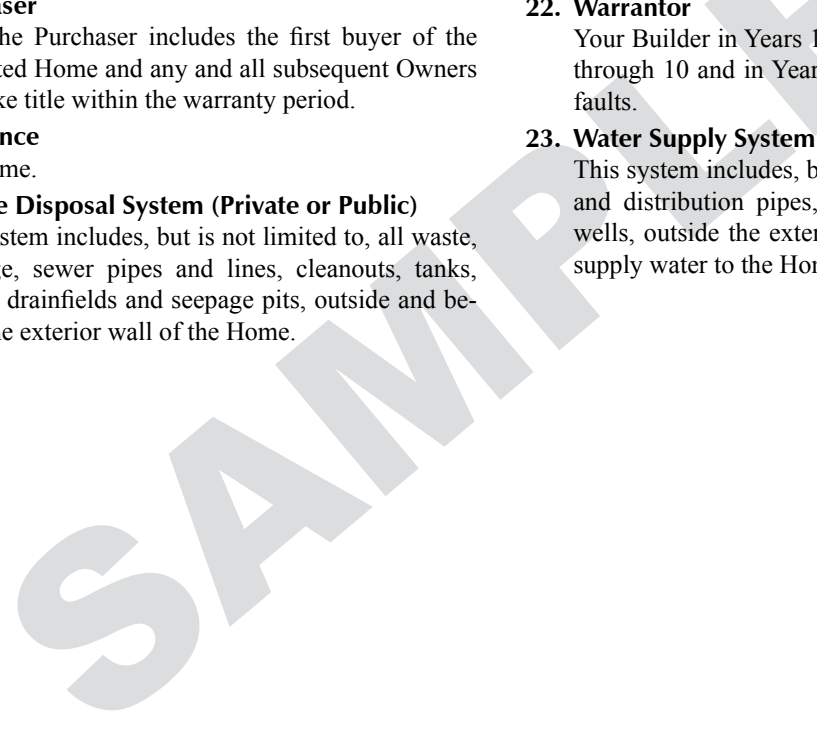 he Purchaser includes the first buyer of the
ted Home and any and all subsequent Owners
ke title within the warranty period.
nce
me.
e Disposal System (Private or Public)
stem includes, but is not limited to, all waste,
ge, sewer pipes and lines, cleanouts, tanks,
drainfields and seepage pits, outside and be-
he exterior wall of the Home.
22. Warrantor
Your Builder in Years 1
through 10 and in Year
faults.
23. Water Supply System
This system includes, b
and distribution pipes,
wells, outside the exter
supply water to the Hor
SAMPLE